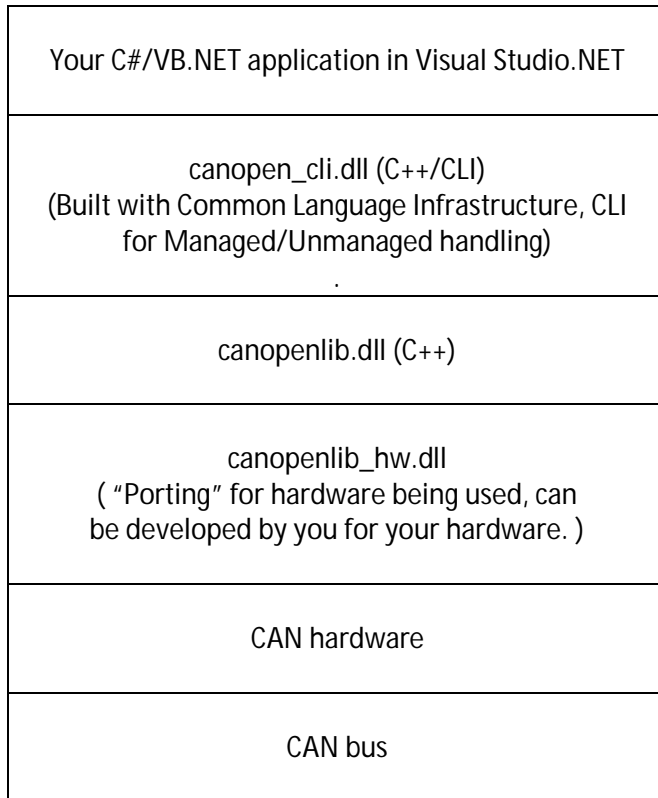 Your C#/VB.NET application in Visual Studio.NET
canopen_cli.dll (C++/CLI)
(Built with Common Language Infrastructure, CLI
for Managed/Unmanaged handling)
.
canopenlib.dll (C++)
canopenlib_hw.dll
( “Porting” for hardware being used, can
be developed by you for your hardware. )
CAN hardware
CAN bus